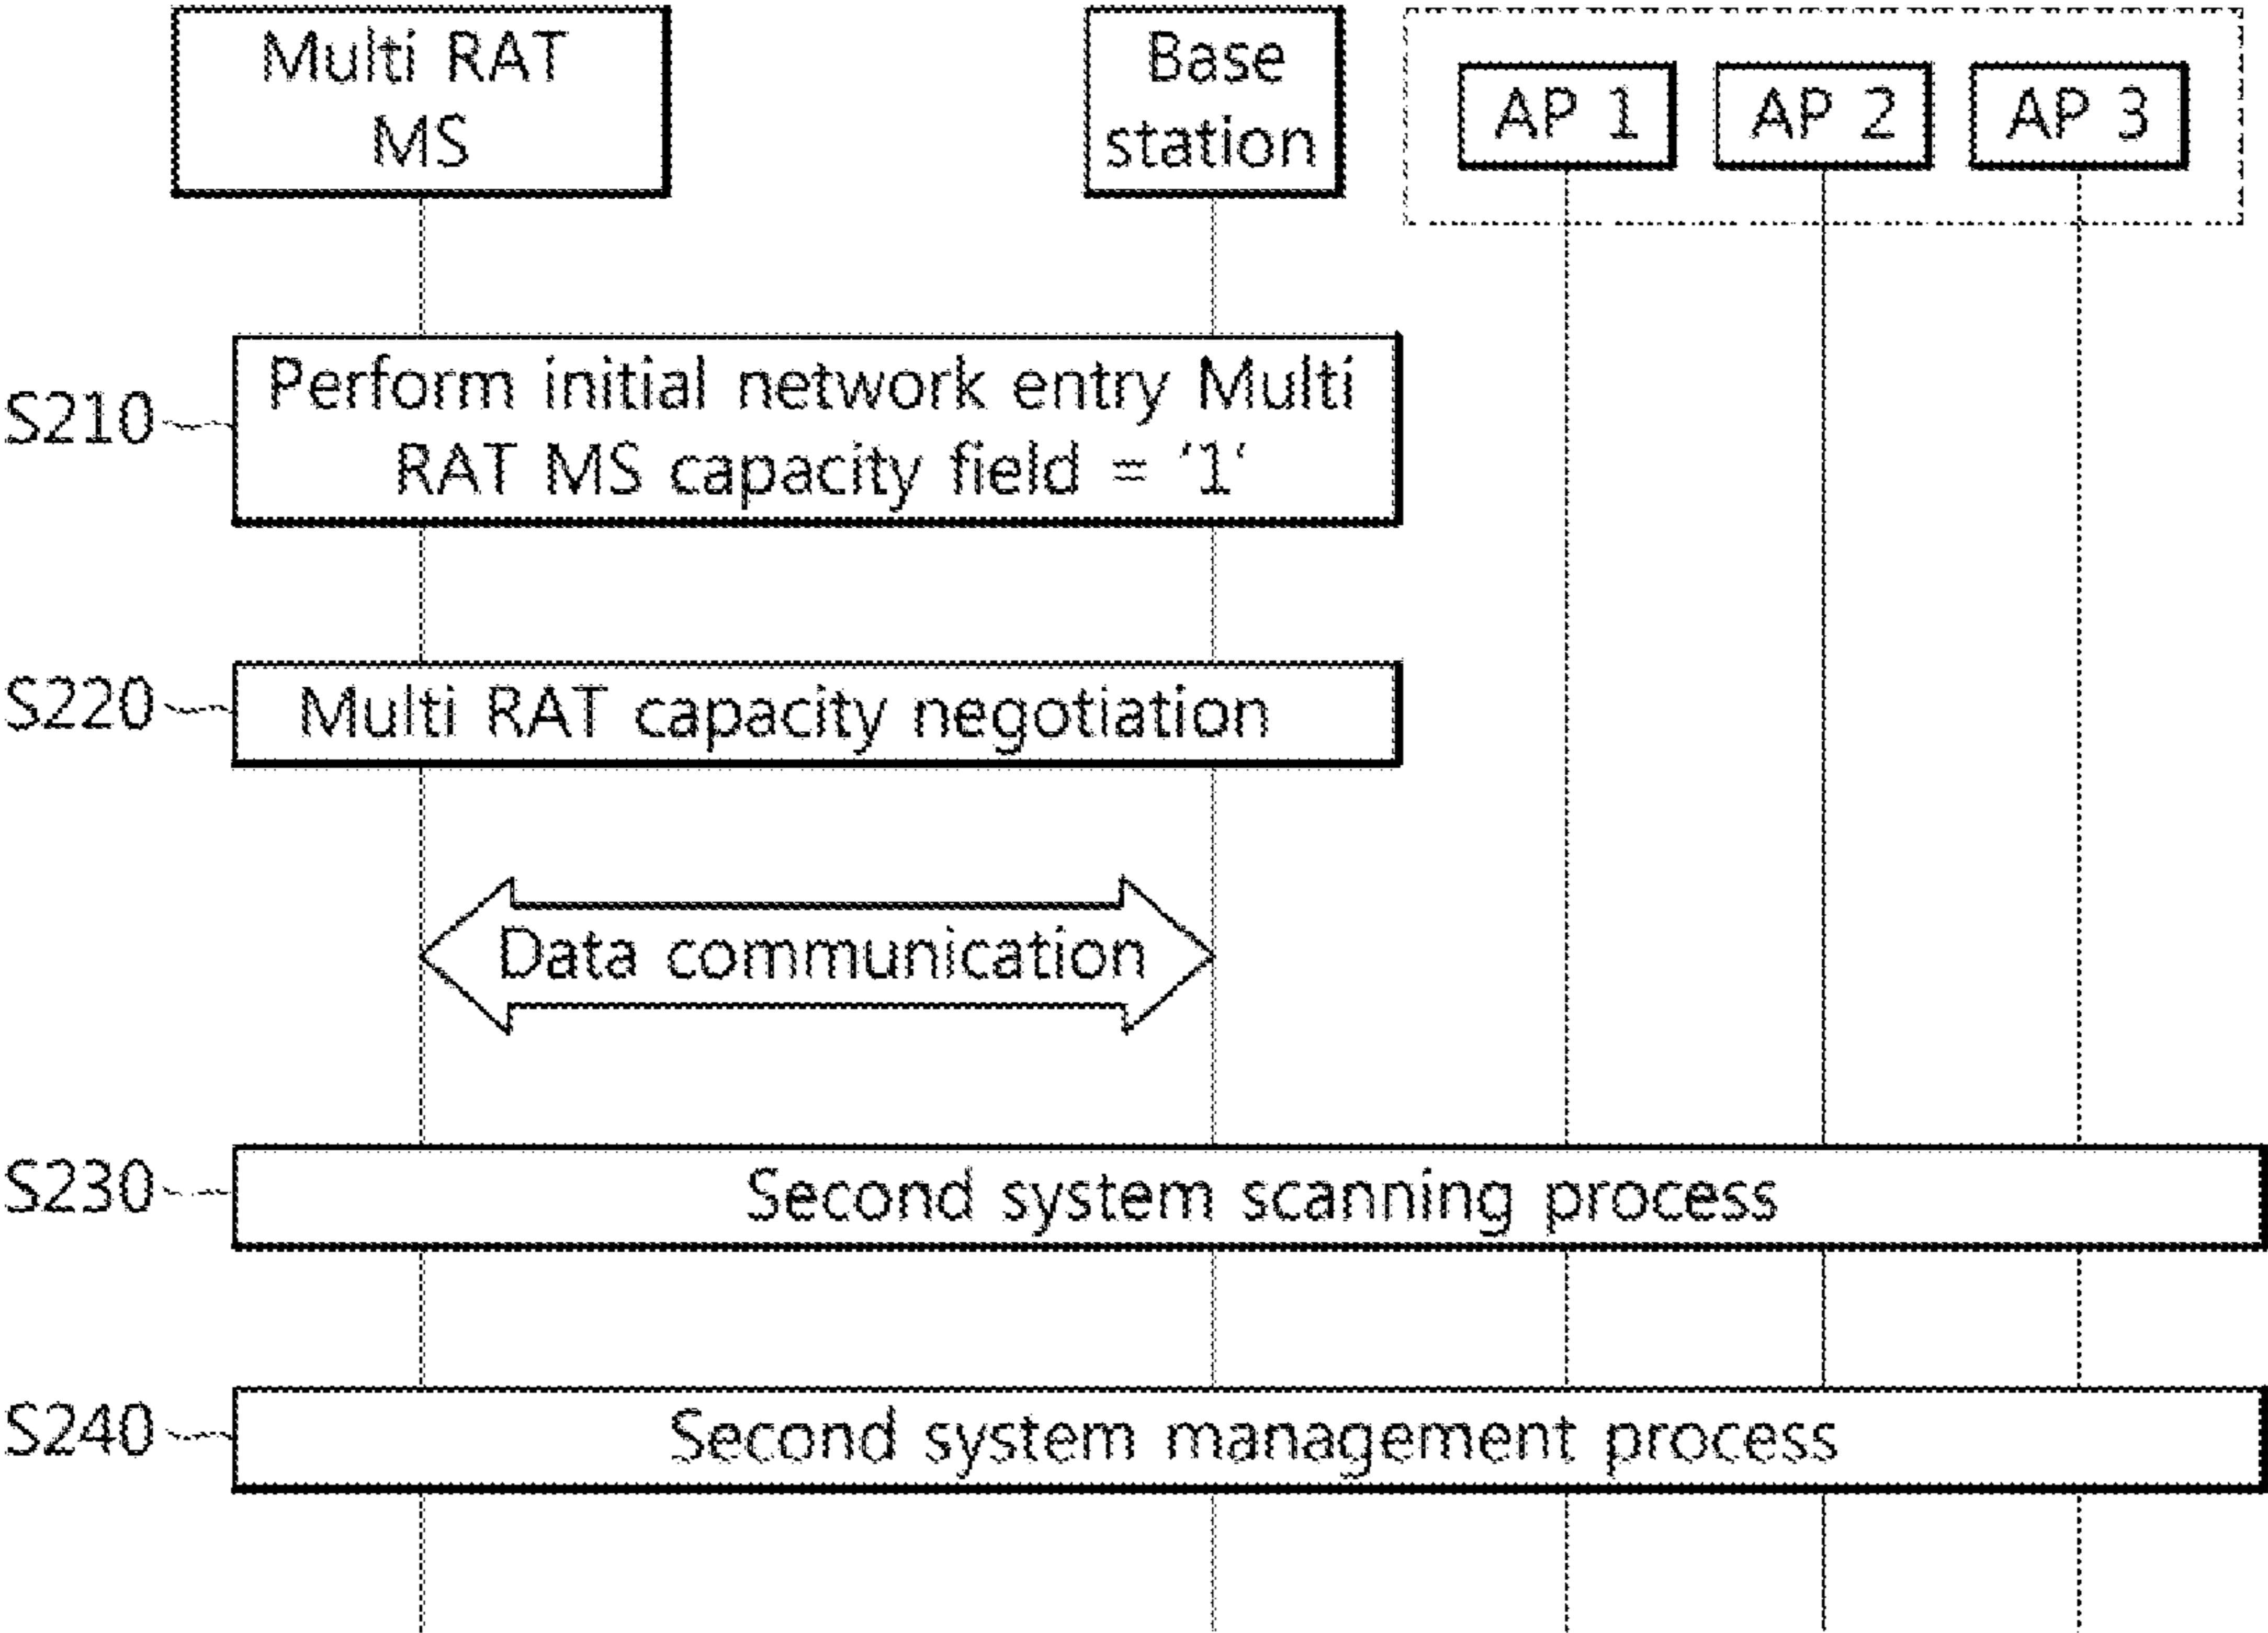 Multi RAT
MS
Base
station
AP 1
AP 2
AP 3
S210
Perform initial network entry Multi
RAT MS capacity field = ‘1’
S220
Multi RAT capacity negotiation
Data communication
S230
Second system scanning process
S240
Second system management process